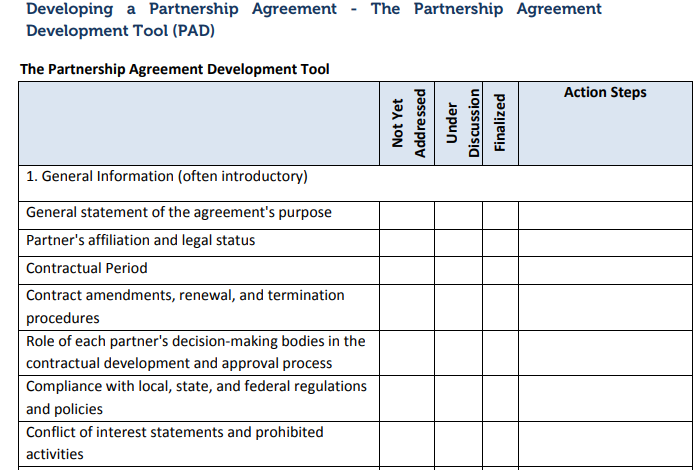 Developing a Partnership Agreement - The Partnership Agreement
Development Tool (PAD)
The Partnership Agreement Development Tool
Not Yet
Addressed
Under
Discussion
Finalized
Action Steps
1. General Information (often introductory)
General statement of the agreement's purpose
Partner's affiliation and legal status
Contractual Period
Contract amendments, renewal, and termination
procedures
Role of each partner's decision-making bodies in the
contractual development and approval process
Compliance with local, state, and federal regulations
and policies
Conflict of interest statements and prohibited
activities